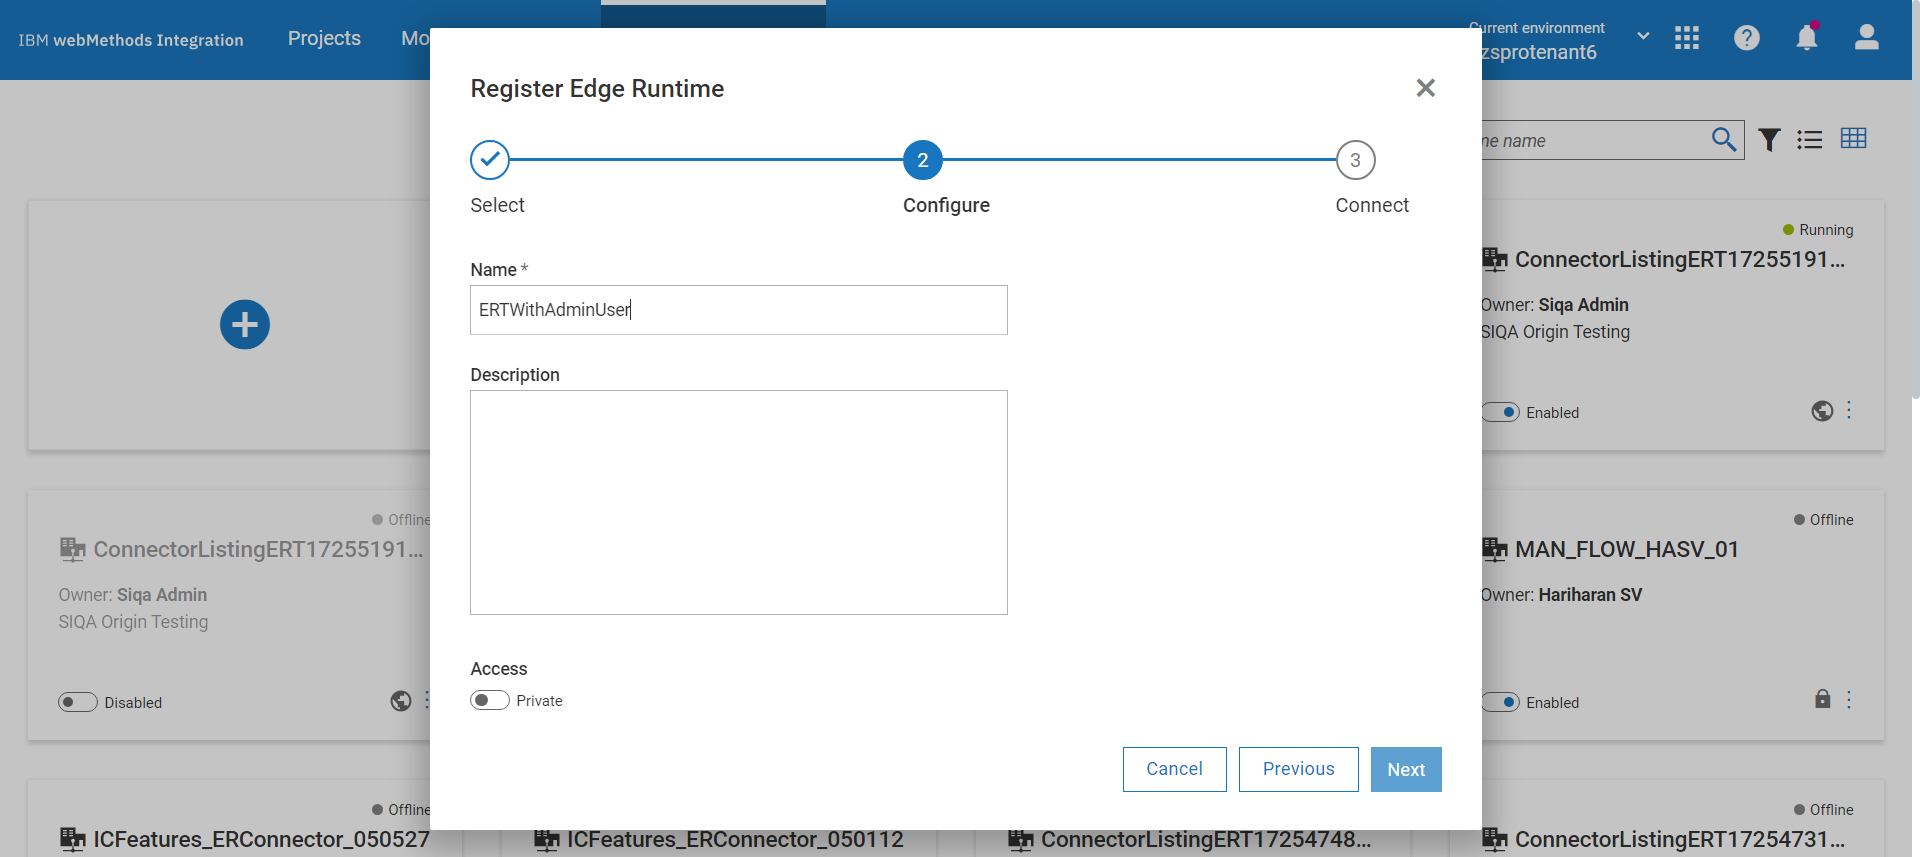 IBM webMethods Integration
Projects
Mo
Current environment
zsprotenant6
Register Edge Runtime
2
3
Select
Configure
Connect
Name *
ERTWithAdminUser
Description
Access
Private
Cancel
Previous
Next
me name
Running
ConnectorListingERT17255191...
Owner: Siqa Admin
SIQA Origin Testing
Enabled
Offline
ConnectorListingERT17255191...
Owner: Siqa Admin
SIQA Origin Testing
Disabled
Offline
MAN_FLOW_HASV_01
Owner: Hariharan SV
Enabled
Offline
ICFeatures_ERConnector_050527
ICFeatures_ERConnector_050112
ConnectorListingERT17254748...
Offline
ConnectorListingERT17254731...